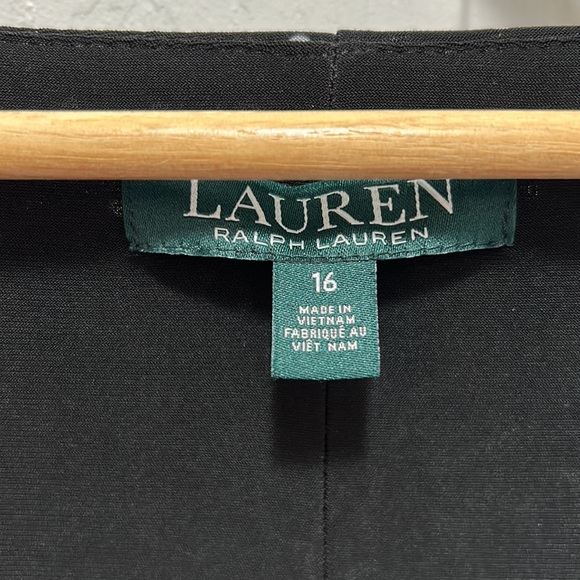 LAUREN
RALPH LAUREN
16
MADE IN
VIETNAM
FABRIQUÉ AU
VIÊT NAM